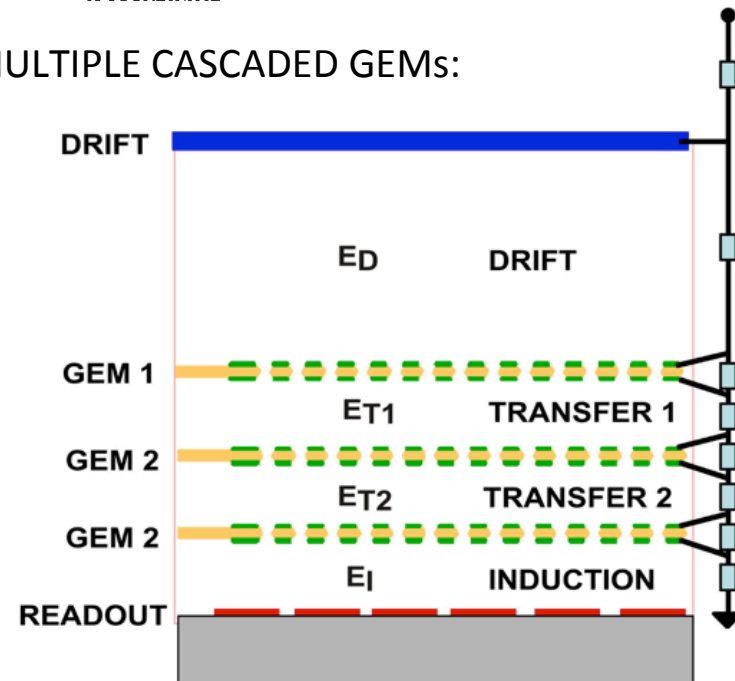 MULTIPLE CASCADED GEMs:
DRIFT
ED DRIFT
GEM 1
ET1 TRANSFER 1
GEM 2
ET2 TRANSFER 2
GEM 2
EI INDUCTION
READOUT